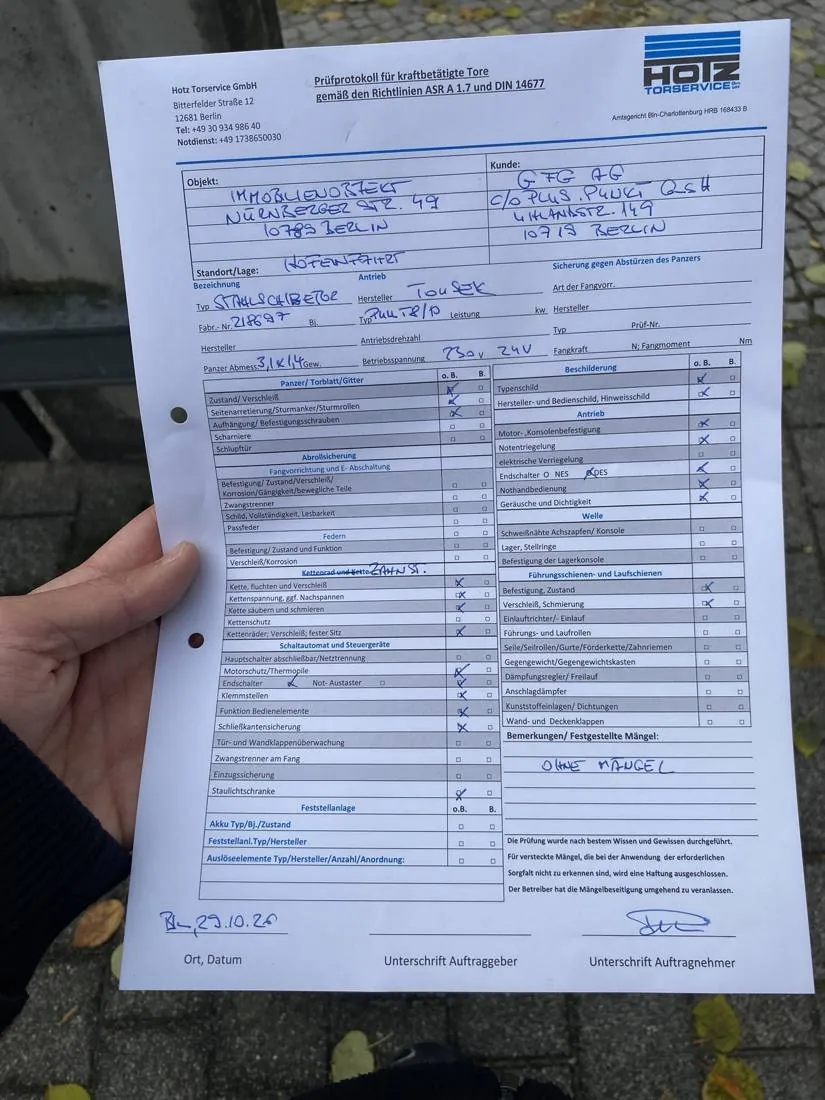 Hotz Torservice GmbH
Bitterfelder Straße 12
12681 Berlin
Tel: +49 30 934 986 40
Notdienst: +49 1738650030
Prüfprotokoll für kraftbetätigte Tore
gemäß den Richtlinien ASR A 1.7 und DIN 14677
HOTZ
TORSERVICE
Amtsgericht Bln-Charlottenburg HRB 168433 B
Objekt:
IMMOBILIENOBJEKT
NÜRNBERGER STR. 49
10789 BERLIN
Kunde:
GFG AG
C/O PLUS.PUNKT
UHLANDSTR. 149
10719 BERLIN
Standort/Lage: HOFEINFAHRT
Bezeichnung
Typ STAHLSCHIEBETOR
Fabr.- Nr. 218697 Bj.
Hersteller
Panzer Abmess 3,1x1,4 Gew.
Antrieb
Hersteller TOUSEK
Typ Leistung kw
Antriebsdrehzahl
Betriebsspannung 230V 24V
Sicherung gegen Abstürzen des Panzers
Art der Fangvorr.
Hersteller
Typ Prüf-Nr.
Fangkraft N; Fangmoment Nm
Panzer/ Torblatt/Gitter o. B. B.
Zustand/ Verschleiß
Seitenarretierung/Sturmanker/Sturmrollen
Aufhängung/ Befestigungsschrauben
Scharniere
Schlupftür
Abrollsicherung
Fangvorrichtung und E- Abschaltung
Befestigung/ Zustand/Verschleiß/
Korrosion/Gängigkeit/bewegliche Teile
Zwangstrenner
Schild, Vollständigkeit, Lesbarkeit
Passfeder
Federn
Befestigung/ Zustand und Funktion
Verschleiß/Korrosion
Kettenrad und Kette ZAHNST.
Kette, fluchten und Verschleiß
Kettenspannung, ggf. Nachspannen
Kette säubern und schmieren
Kettenschutz
Kettenräder; Verschleiß; fester Sitz
Schaltautomat und Steuergeräte
Hauptschalter abschließbar/Netztrennung
Motorschutz/Thermopile
Endschalter Not- Austaster
Klemmstellen
Funktion Bedienelemente
Schließkantensicherung
Tür- und Wandklappenüberwachung
Zwangstrenner am Fang
Einzugssicherung
Staulichtschranke
Feststellanlage o.B. B.
Akku Typ/Bj./Zustand
Feststellanl.Typ/Hersteller
Auslöseelemente Typ/Hersteller/Anzahl/Anordnung:
Beschilderung o. B. B.
Typenschild
Hersteller- und Bedienschild, Hinweisschild
Antrieb
Motor- ,Konsolenbefestigung
Notentriegelung
elektrische Verriegelung
Endschalter O NES DES
Nothandbedienung
Geräusche und Dichtigkeit
Welle
Schweißnähte Achszapfen/ Konsole
Lager, Stellringe
Befestigung der Lagerkonsole
Führungsschienen- und Laufschienen
Befestigung, Zustand
Verschleiß, Schmierung
Einlauftrichter/- Einlauf
Führungs- und Laufrollen
Seile/Seilrollen/Gurte/Förderkette/Zahnriemen
Gegengewicht/Gegengewichtskasten
Dämpfungsregler/ Freilauf
Anschlagdämpfer
Kunststoffeinlagen/ Dichtungen
Wand- und Deckenklappen
Bemerkungen/ Festgestellte Mängel:
OHNE MÄNGEL
Die Prüfung wurde nach bestem Wissen und Gewissen durchgeführt.
Für versteckte Mängel, die bei der Anwendung der erforderlichen
Sorgfalt nicht zu erkennen sind, wird eine Haftung ausgeschlossen.
Der Betreiber hat die Mängelbeseitigung umgehend zu veranlassen.
Bln, 29.10.20
Ort, Datum
Unterschrift Auftraggeber
Unterschrift Auftragnehmer